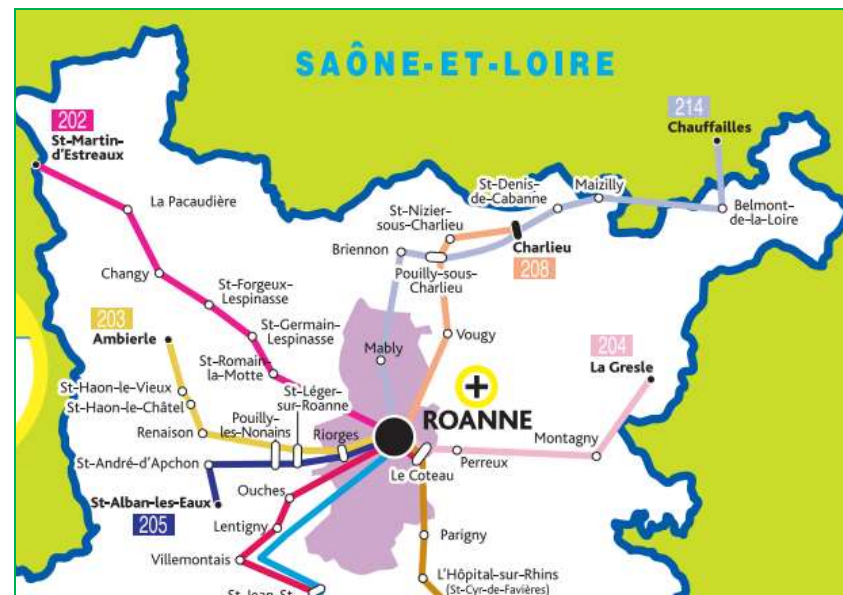 SAÔNE-ET-LOIRE
202
St-Martin-
d'Estreaux
214
Chauffailles
La Pacaudière
St-Denis-
de-Cabanne
Maizilly
Belmont-
de-la-Loire
St-Nizier-
sous-Charlieu
Briennon
Charlieu
208
Changy
St-Forgeux-
Lespinasse
Pouilly-sous-
Charlieu
203
Ambierle
St-Germain-
Lespinasse
Vougy
204
La Gresle
Mably
St-Romain-
la-Motte
St-Haon-le-Vieux
St-Haon-le-Châtel
St-Léger-
sur-Roanne
ROANNE
Renaison
Pouilly-
les-Nonains
Riorges
Montagny
St-André-d'Apchon
Le Coteau
Perreux
St-Alban-les-Eaux
205
Ouches
Lentigny
Parigny
Villemontais
L'Hôpital-sur-Rhins
(St-Cyr-de-Favières)
St-Jean-St-